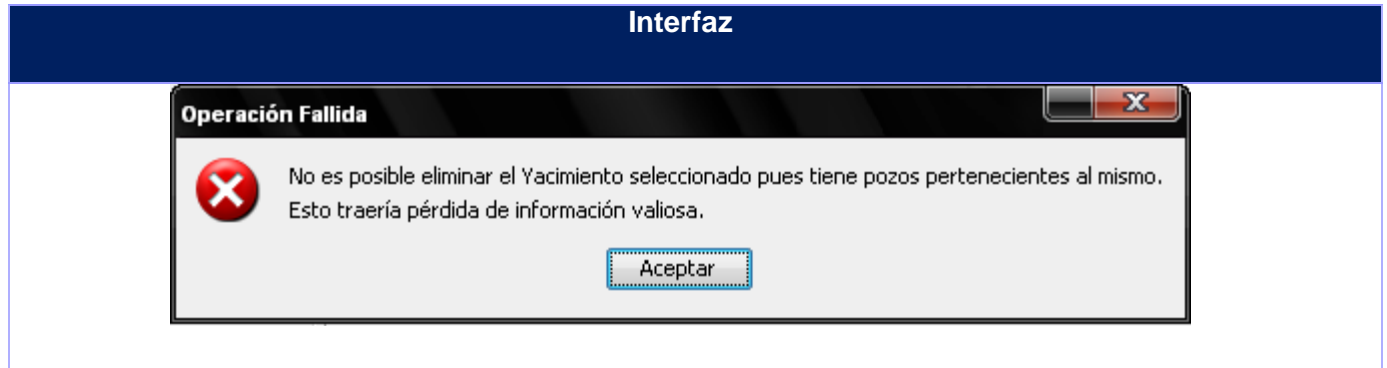 Interfaz
Operación Fallida
No es posible eliminar el Yacimiento seleccionado pues tiene pozos pertenecientes al mismo.
Esto traería pérdida de información valiosa.
Aceptar